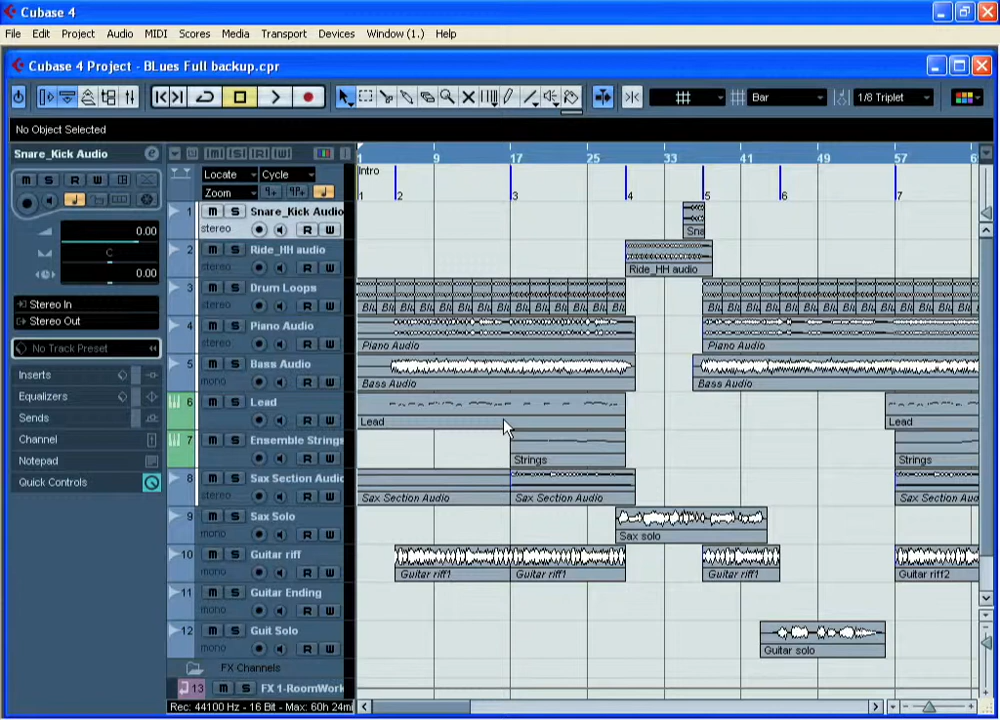 Cubase 4
File Edit Project Audio MIDI Scores Media Transport Devices Window (1.) Help
Cubase 4 Project - BLues Full backup.cpr
Bar 1/8 Triplet
No Object Selected
Snare_Kick Audio
e
M S R W
0.00
C
0.00
Stereo In
Stereo Out
No Track Preset
Inserts
Equalizers
Sends
Channel
Notepad
Quick Controls
Locate Cycle
Zoom
1 9 17 25 33 41 49 57
Intro
1 2 3 4 5 6 7
1 M S Snare_Kick Audio
stereo R W
Sna
2 M S Ride_HH audio
stereo R W
Ride_HH audio
3 M S Drum Loops
stereo R W
4 M S Piano Audio
stereo R W
Piano Audio Piano Audio
5 M S Bass Audio
mono R W
Bass Audio Bass Audio
6 M S Lead
R W
Lead Lead
7 M S Ensemble Strings
R W
Strings Strings
8 M S Sax Section Audio
stereo R W
Sax Section Audio Sax Section Audio Sax Section Aud
9 M S Sax Solo
mono R W
Sax solo
10 M S Guitar riff
mono R W
Guitar riff1 Guitar riff1 Guitar riff1 Guitar riff2
11 M S Guitar Ending
mono R W
12 M S Guit Solo
mono R W
Guitar solo
FX Channels
13 M S FX 1-RoomWork
Rec: 44100 Hz - 16 Bit - Max: 60h 24mi